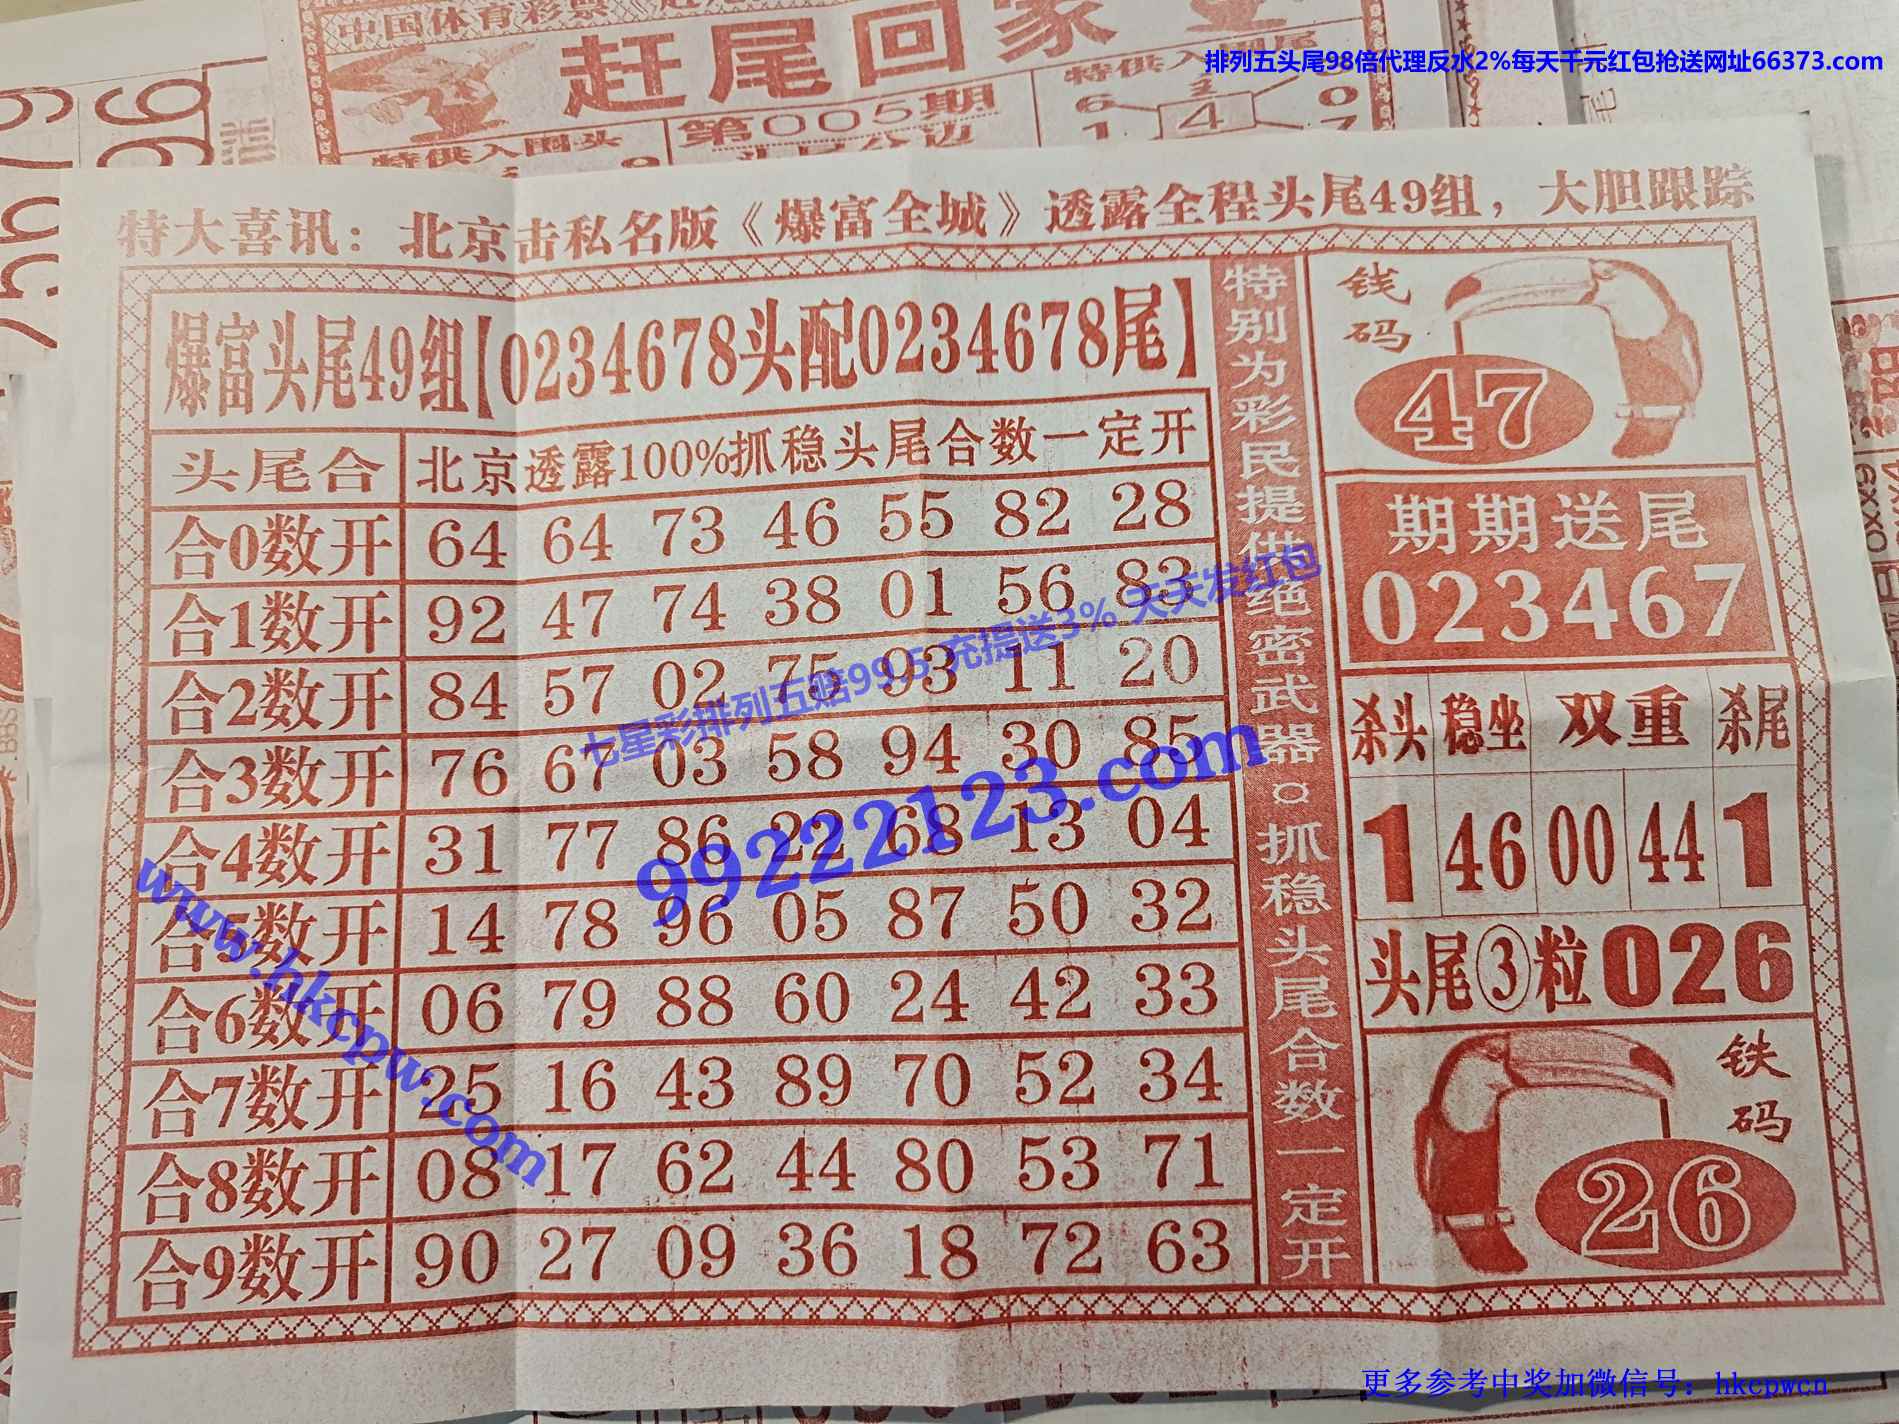 排列五头尾98倍代理反水2%每天千元红包抢送网址66373.com
赶尾回家
第005期
特供入围头
6 4 0
特大喜讯：北京击私名版《爆富全城》透露全程头尾49组，大胆跟踪
爆富头尾49组【0234678头配0234678尾】
头尾合 北京透露100%抓稳头尾合数一定开
合0数开 64 64 73 46 55 82 28
合1数开 92 47 74 38 01 56 83
合2数开 84 57 02 75 93 11 20
合3数开 76 67 03 58 94 30 85
合4数开 31 77 86 22 68 13 04
合5数开 14 78 96 05 87 50 32
合6数开 06 79 88 60 24 42 33
合7数开 25 16 43 89 70 52 34
合8数开 08 17 62 44 80 53 71
合9数开 90 27 09 36 18 72 63
特别为彩民提供绝密武器¤抓稳头尾合数一定开
钱码
47
期期送尾
023467
杀头 稳坐 双重 杀尾
1 46 00 44 1
头尾③粒026
铁码
26
七星彩排列五赔99.5 充提送3% 天天发红包
99222123.com
www.hkcpw.com
更多参考中奖加微信号：hkcpwcn